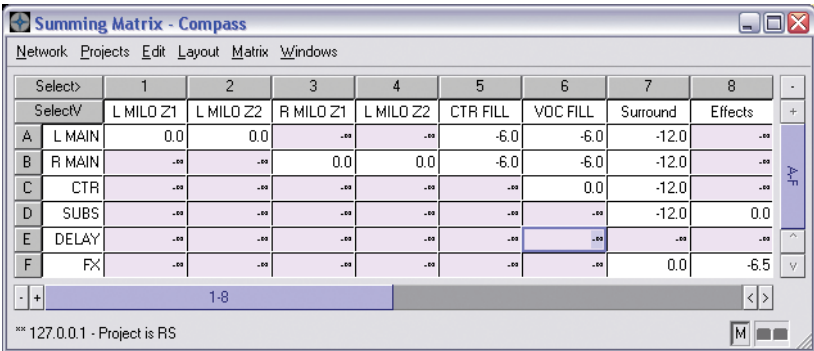 Summing Matrix - Compass
Network Projects Edit Layout Matrix Windows
Select> 1 2 3 4 5 6 7 8 -
SelectV L MILO Z1 L MILO Z2 R MILO Z1 L MILO Z2 CTR FILL VOC FILL Surround Effects +
A L MAIN 0.0 0.0 -∞ -∞ -6.0 -6.0 -12.0 -∞
B R MAIN -∞ -∞ 0.0 0.0 -6.0 -6.0 -12.0 -∞
C CTR -∞ -∞ -∞ -∞ -∞ 0.0 -12.0 -∞
D SUBS -∞ -∞ -∞ -∞ -∞ -∞ -12.0 0.0
E DELAY -∞ -∞ -∞ -∞ -∞ -∞ -∞ -∞
F FX -∞ -∞ -∞ -∞ -∞ -∞ 0.0 -6.5
A-F
- + 1-8 < >
** 127.0.0.1 - Project is RS M